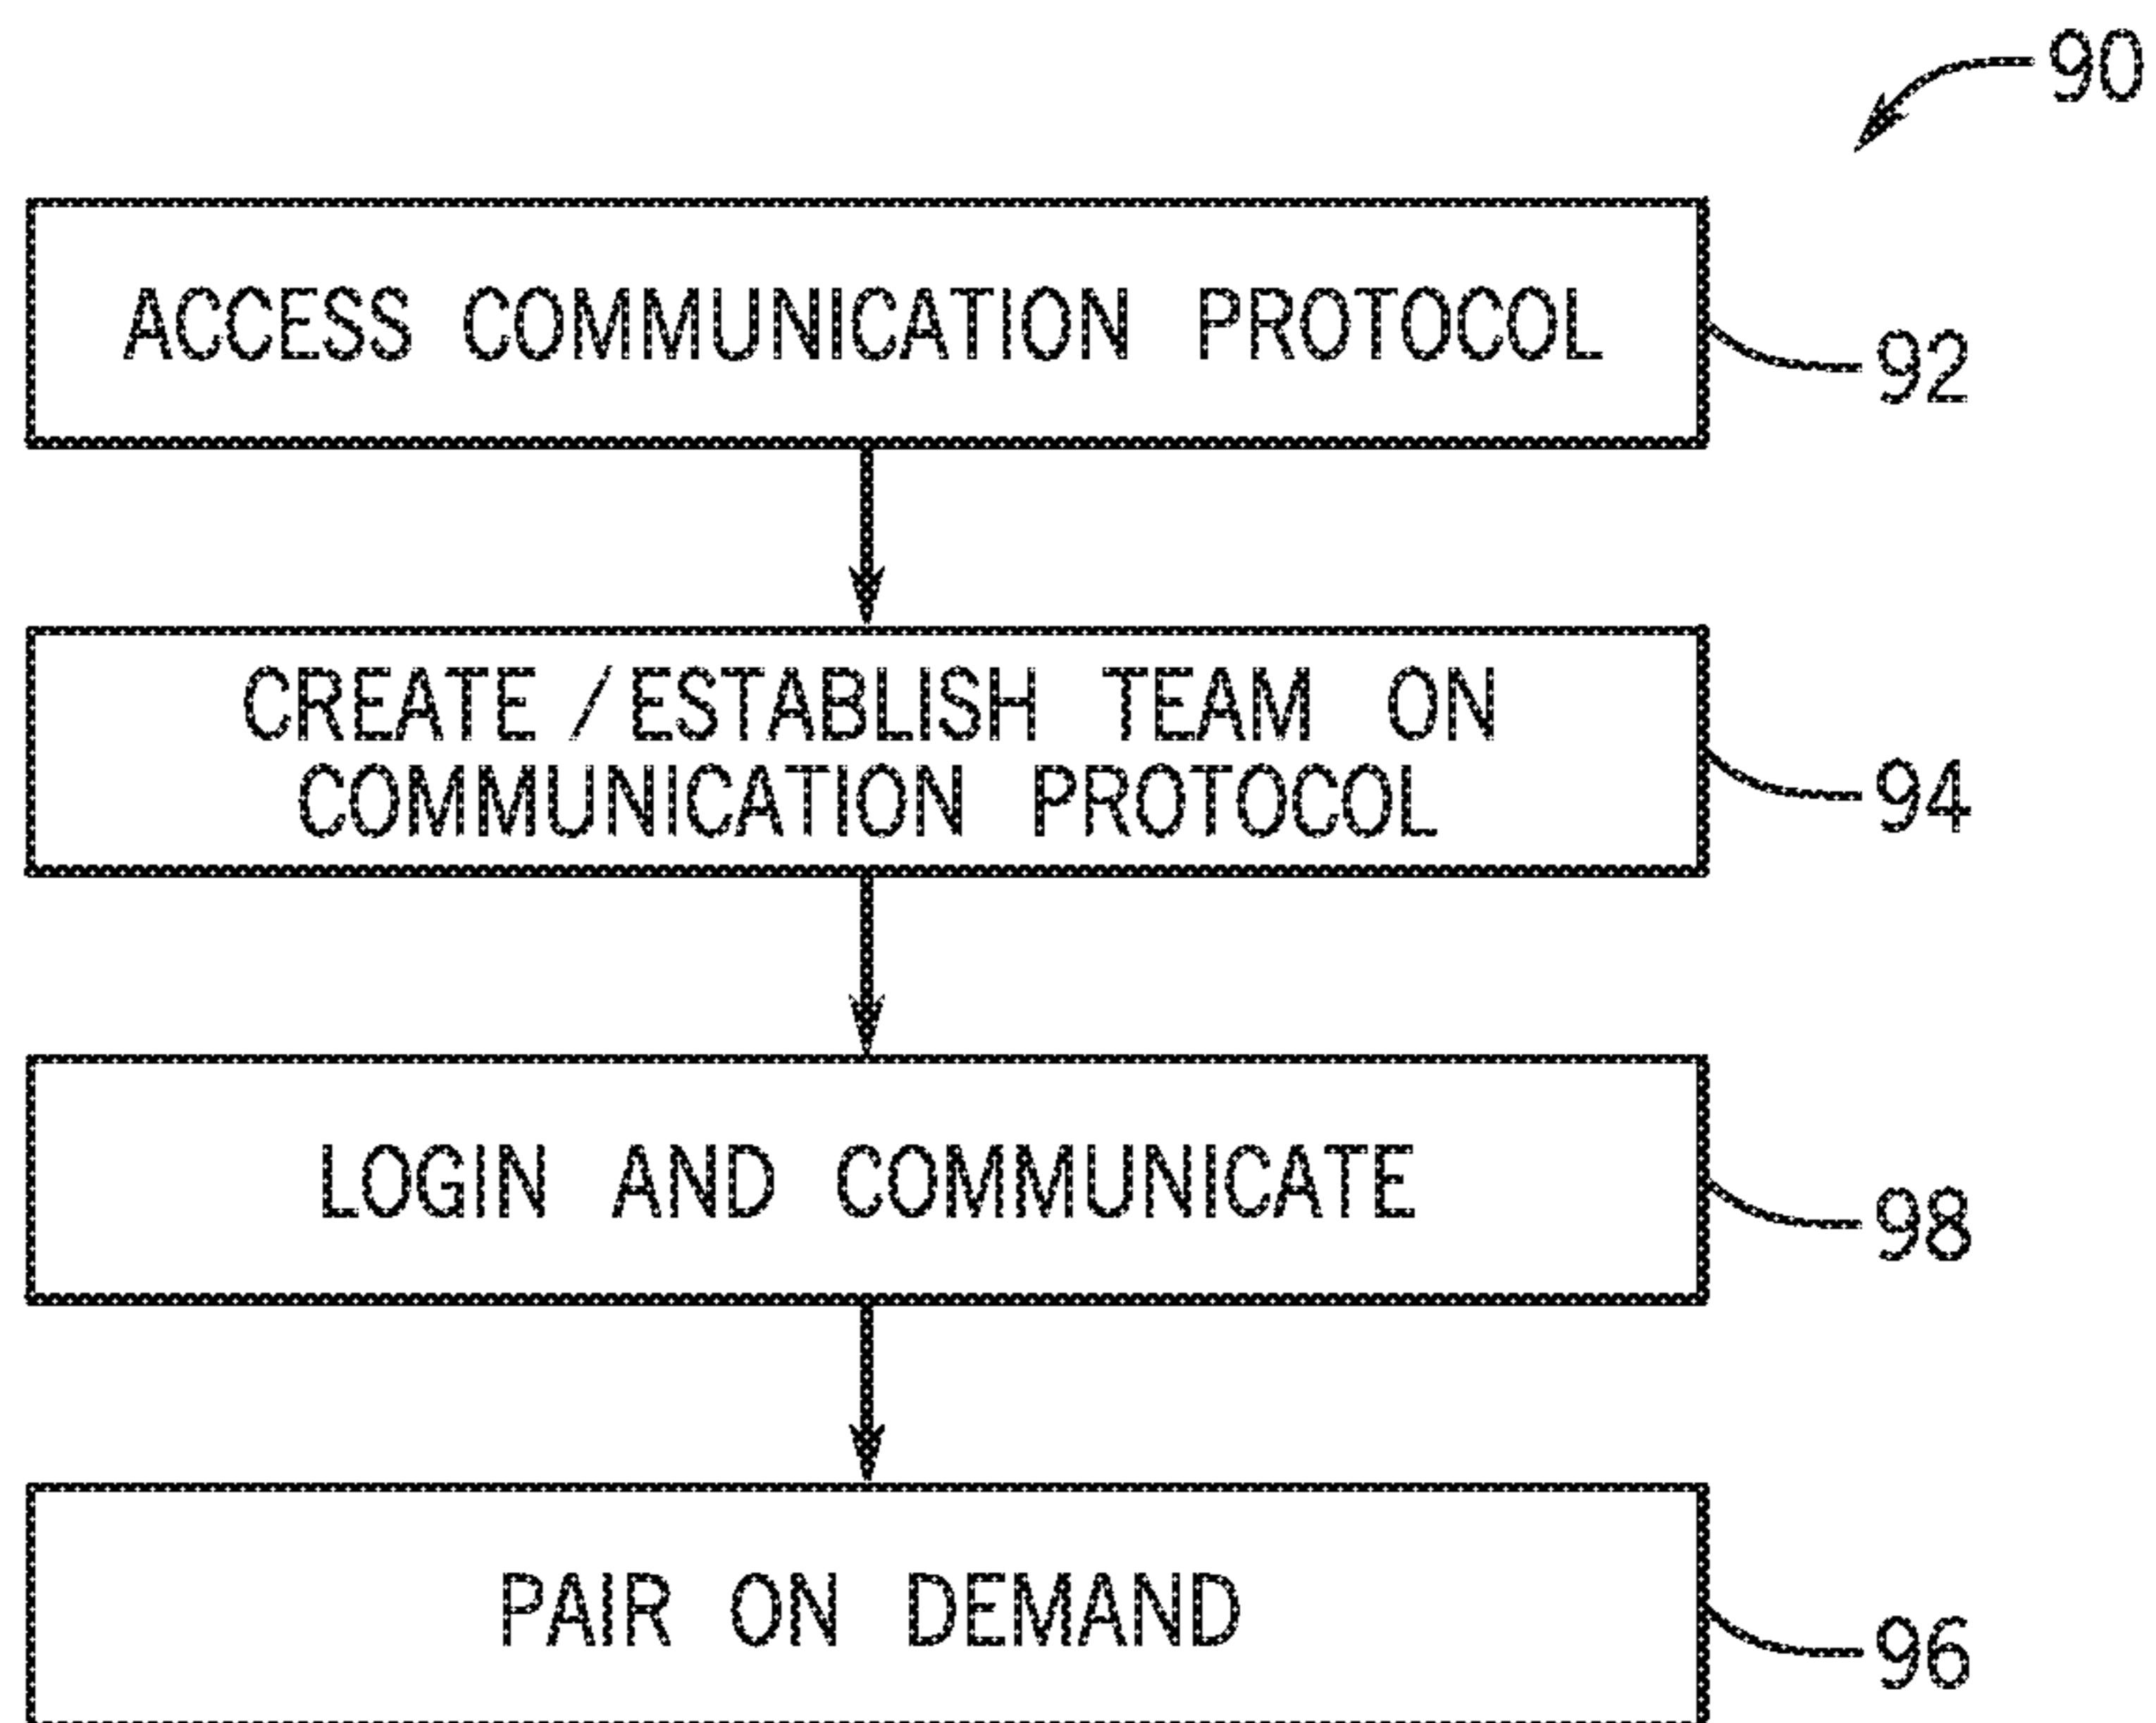 90
ACCESS COMMUNICATION PROTOCOL
92
CREATE / ESTABLISH TEAM ON
COMMUNICATION PROTOCOL
94
LOGIN AND COMMUNICATE
98
PAIR ON DEMAND
96